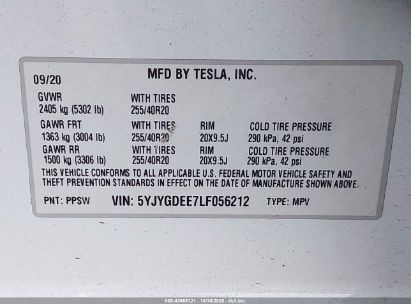 09/20 MFD BY TESLA, INC.
GVWR WITH TIRES
2405 kg (5302 lb) 255/40R20
GAWR FRT WITH TIRES RIM COLD TIRE PRESSURE
1363 kg (3004 lb) 255/40R20 20X9.5J 290 kPa, 42 psi
GAWR RR WITH TIRES RIM COLD TIRE PRESSURE
1500 kg (3306 lb) 255/40R20 20X9.5J 290 kPa, 42 psi
THIS VEHICLE CONFORMS TO ALL APPLICABLE U.S. FEDERAL MOTOR VEHICLE SAFETY AND
THEFT PREVENTION STANDARDS IN EFFECT ON THE DATE OF MANUFACTURE SHOWN ABOVE.
PNT: PPSW VIN: 5YJYGDEE7LF056212 TYPE: MPV